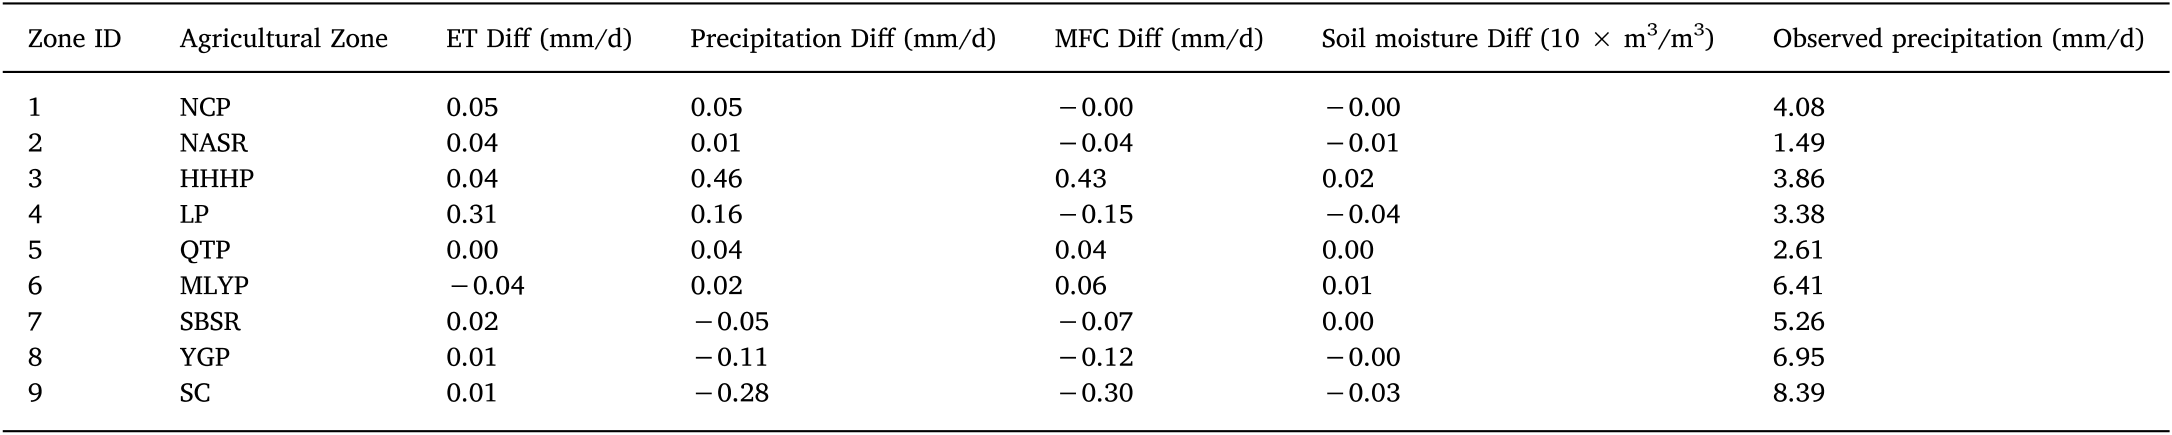 Zone ID Agricultural Zone ET Diff (mm/d) Precipitation Diff (mm/d) MFC Diff (mm/d) Soil moisture Diff (10 × m³/m³) Observed precipitation (mm/d)
1 NCP 0.05 0.05 −0.00 −0.00 4.08
2 NASR 0.04 0.01 −0.04 −0.01 1.49
3 HHHP 0.04 0.46 0.43 0.02 3.86
4 LP 0.31 0.16 −0.15 −0.04 3.38
5 QTP 0.00 0.04 0.04 0.00 2.61
6 MLYP −0.04 0.02 0.06 0.01 6.41
7 SBSR 0.02 −0.05 −0.07 0.00 5.26
8 YGP 0.01 −0.11 −0.12 −0.00 6.95
9 SC 0.01 −0.28 −0.30 −0.03 8.39